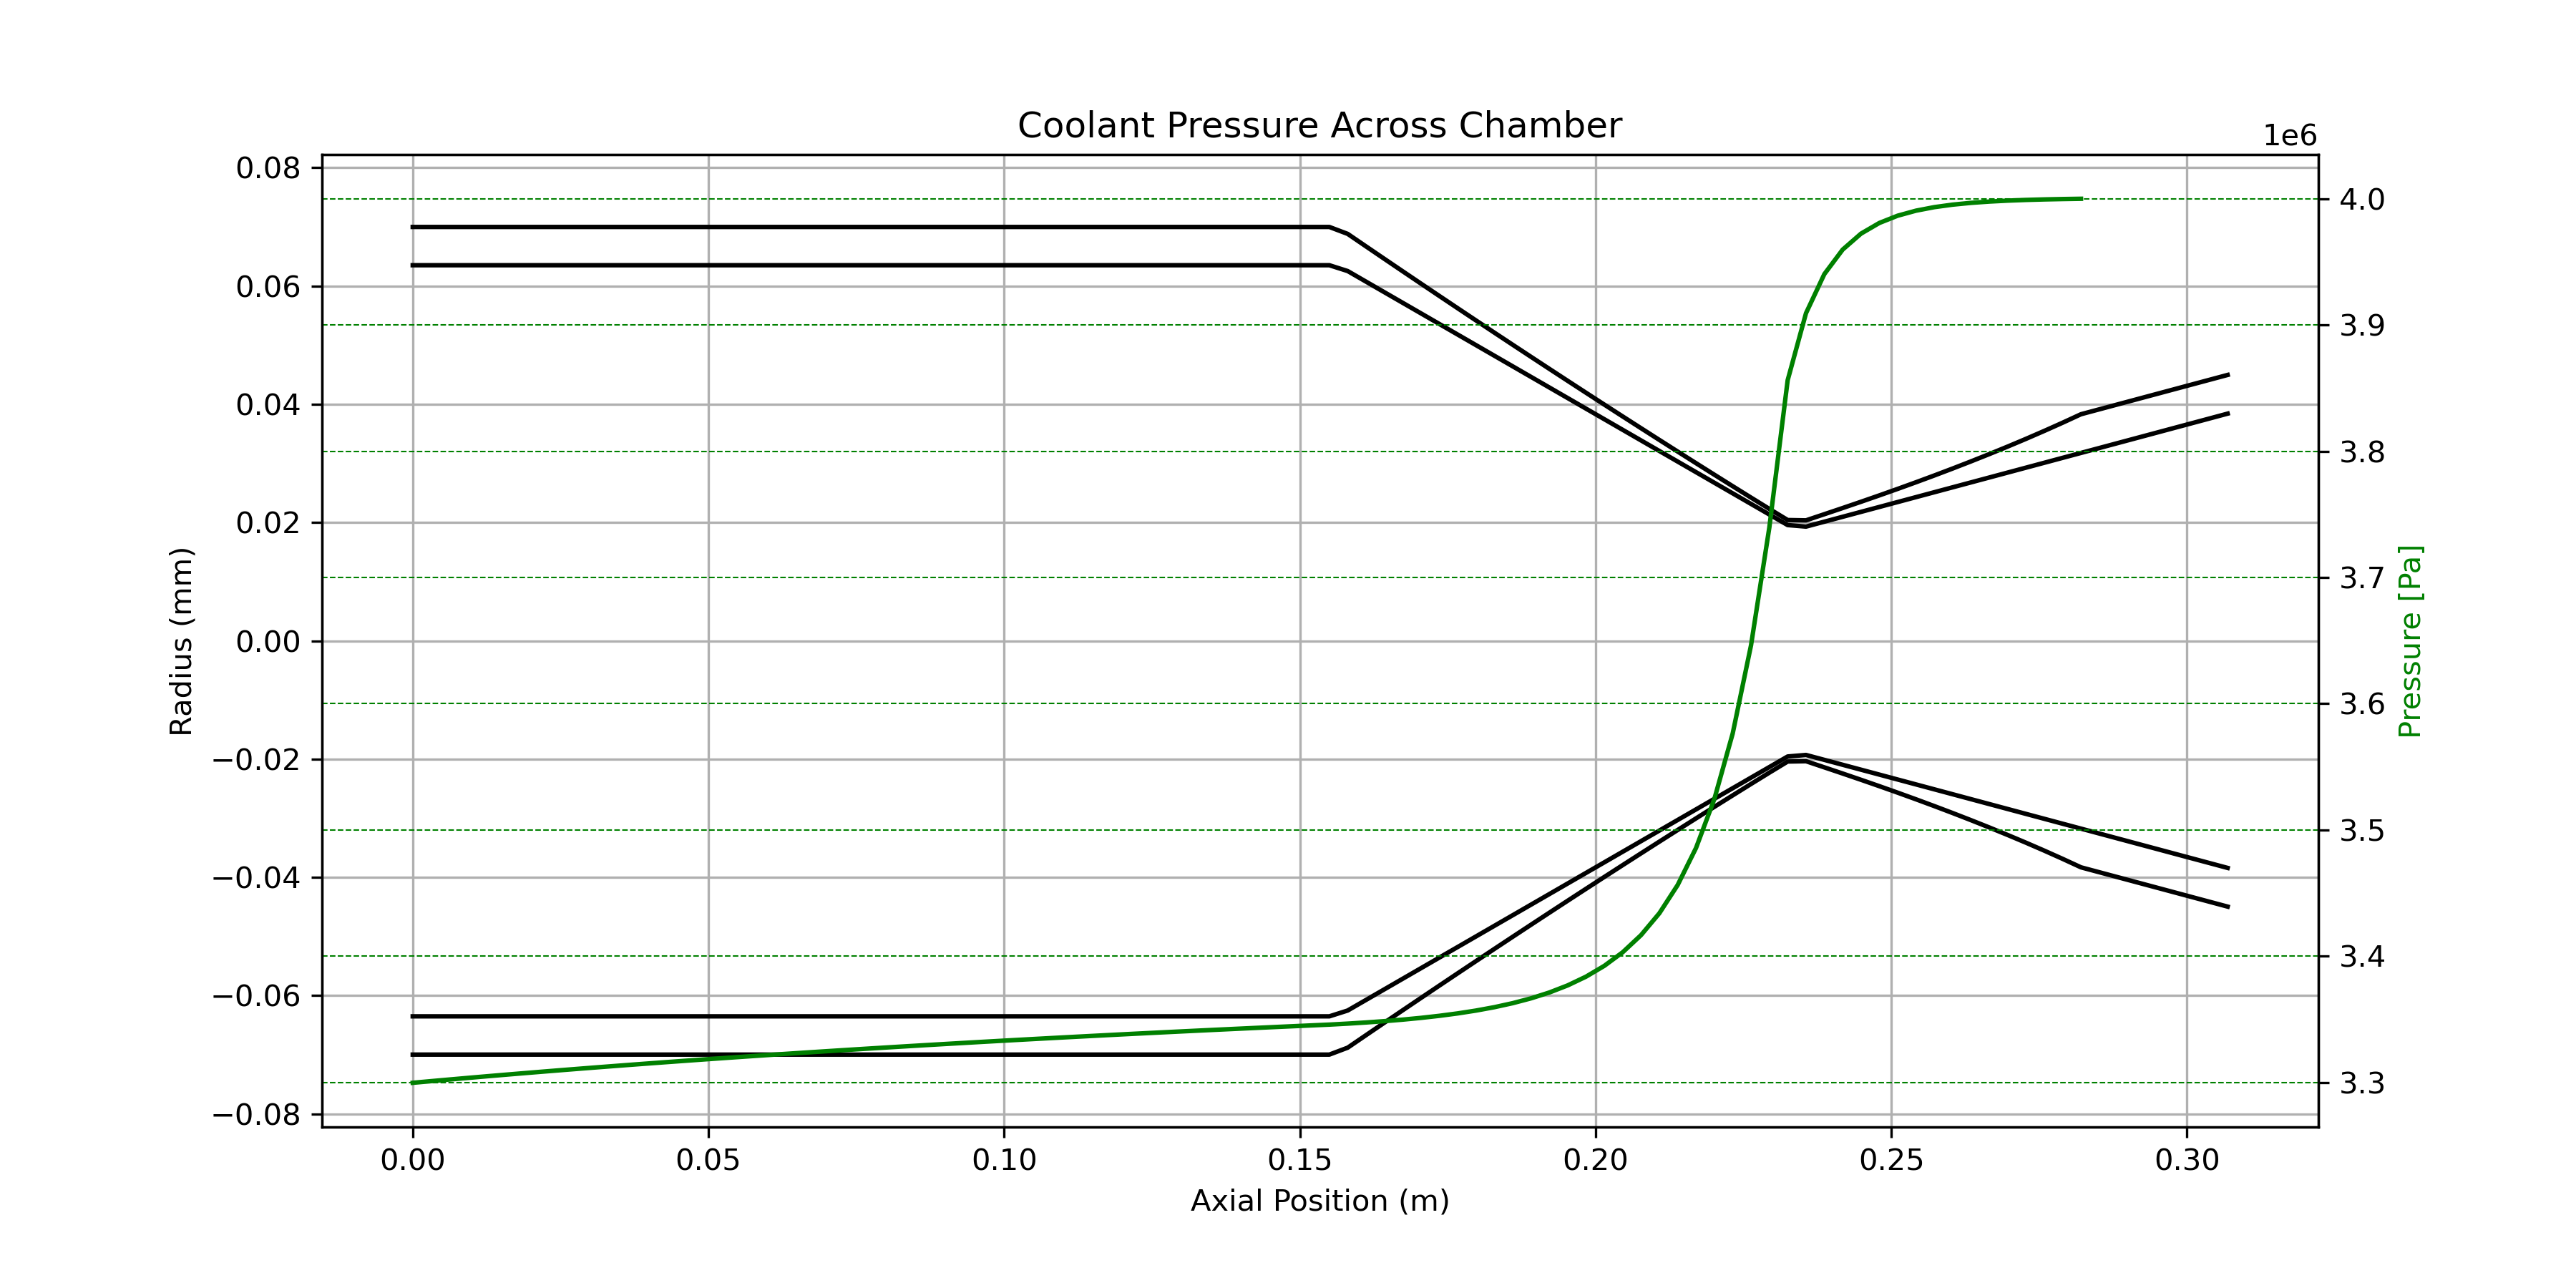 Coolant Pressure Across Chamber
1e6
0.08
0.06
0.04
0.02
0.00
−0.02
−0.04
−0.06
−0.08
Radius (mm)
4.0
3.9
3.8
3.7
3.6
3.5
3.4
3.3
Pressure [Pa]
0.00 0.05 0.10 0.15 0.20 0.25 0.30
Axial Position (m)